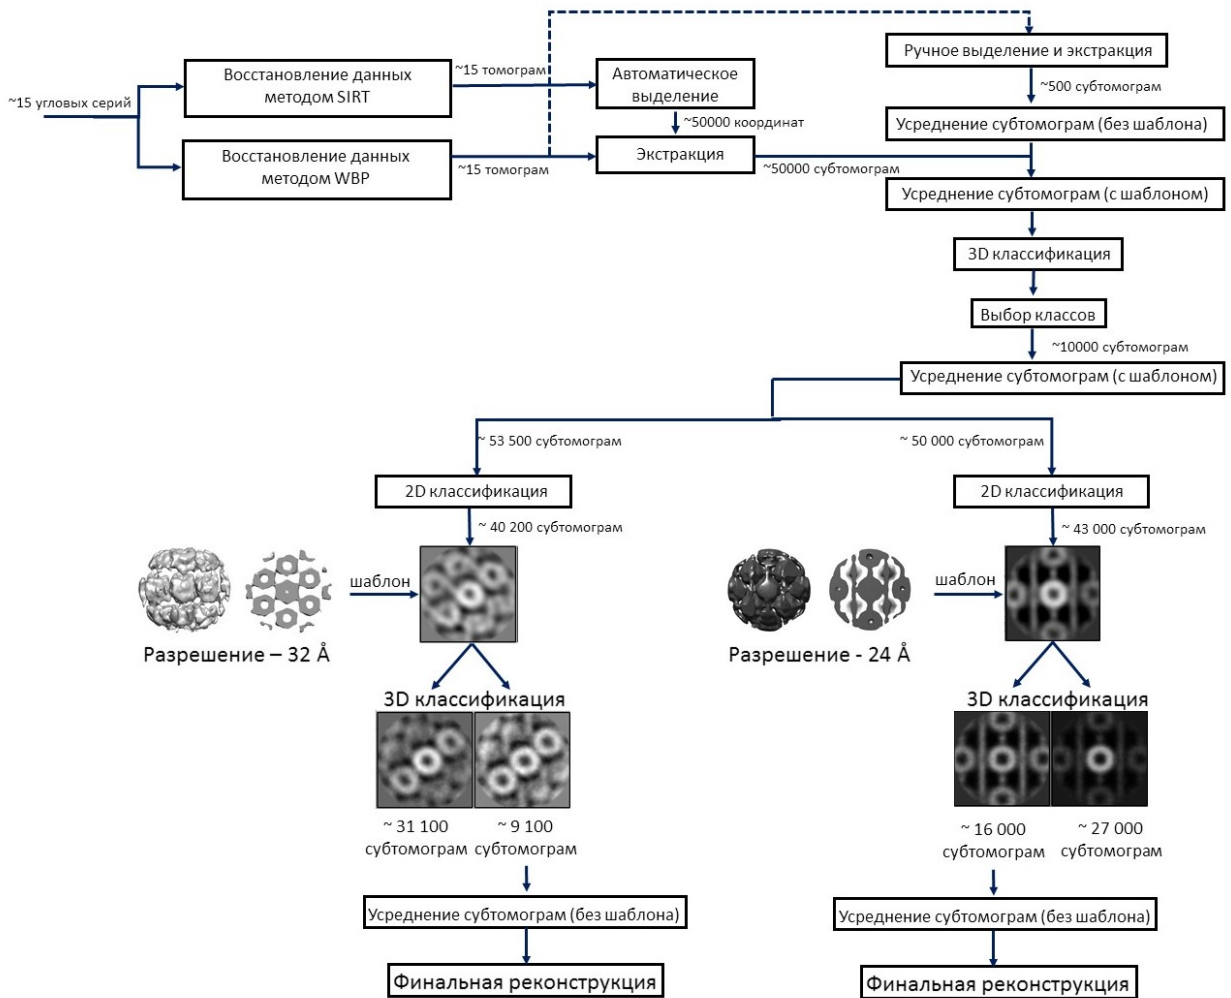 ~15 угловых серий
Восстановление данных
методом SIRT
Восстановление данных
методом WBP
~15 томограм
~15 томограм
Автоматическое
выделение
~50000 координат
Экстракция
~50000 субтомограм
Ручное выделение и экстракция
~500 субтомограм
Усреднение субтомограм (без шаблона)
Усреднение субтомограм (с шаблоном)
3D классификация
Выбор классов
~10000 субтомограм
Усреднение субтомограм (с шаблоном)
~ 53 500 субтомограм
2D классификация
~ 40 200 субтомограм
шаблон
Разрешение – 32 Å
3D классификация
~ 31 100
субтомограм
~ 9 100
субтомограм
Усреднение субтомограм (без шаблона)
Финальная реконструкция
~ 50 000 субтомограм
2D классификация
~ 43 000 субтомограм
шаблон
Разрешение - 24 Å
3D классификация
~ 16 000
субтомограм
~ 27 000
субтомограм
Усреднение субтомограм (без шаблона)
Финальная реконструкция